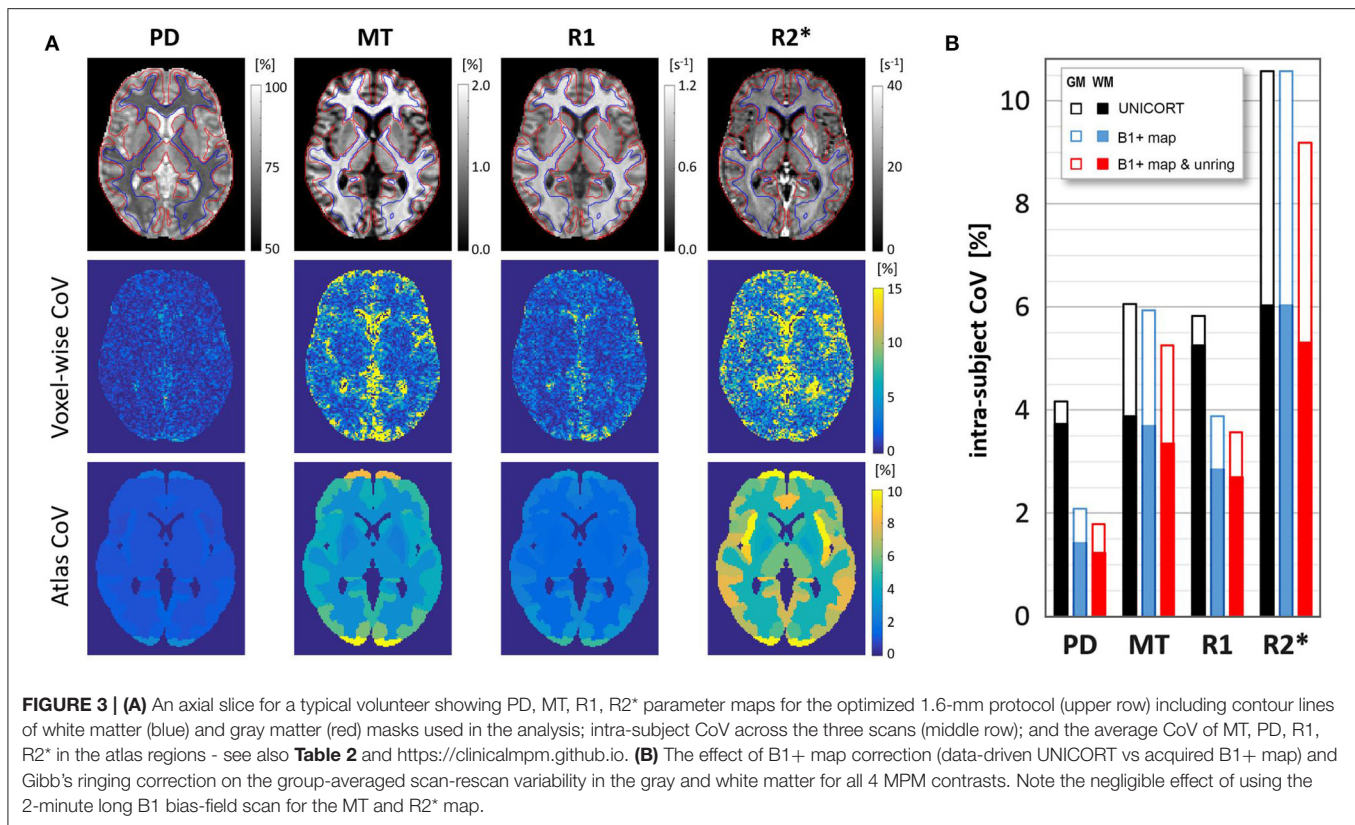 A
PD
MT
R1
R2*
[%]
[%]
[s-1]
[s-1]
100
75
50
2.0
1.0
0.0
1.2
0.6
0.0
40
20
0
Voxel-wise CoV
[%]
15
10
5
0
Atlas CoV
[%]
10
8
6
4
2
0
B
GM WM
UNICORT
B1+ map
B1+ map & unring
intra-subject CoV [%]
10
8
6
4
2
0
PD
MT
R1
R2*
FIGURE 3 | (A) An axial slice for a typical volunteer showing PD, MT, R1, R2* parameter maps for the optimized 1.6-mm protocol (upper row) including contour lines
of white matter (blue) and gray matter (red) masks used in the analysis; intra-subject CoV across the three scans (middle row); and the average CoV of MT, PD, R1,
R2* in the atlas regions - see also Table 2 and https://clinicalmpm.github.io. (B) The effect of B1+ map correction (data-driven UNICORT vs acquired B1+ map) and
Gibb's ringing correction on the group-averaged scan-rescan variability in the gray and white matter for all 4 MPM contrasts. Note the negligible effect of using the
2-minute long B1 bias-field scan for the MT and R2* map.